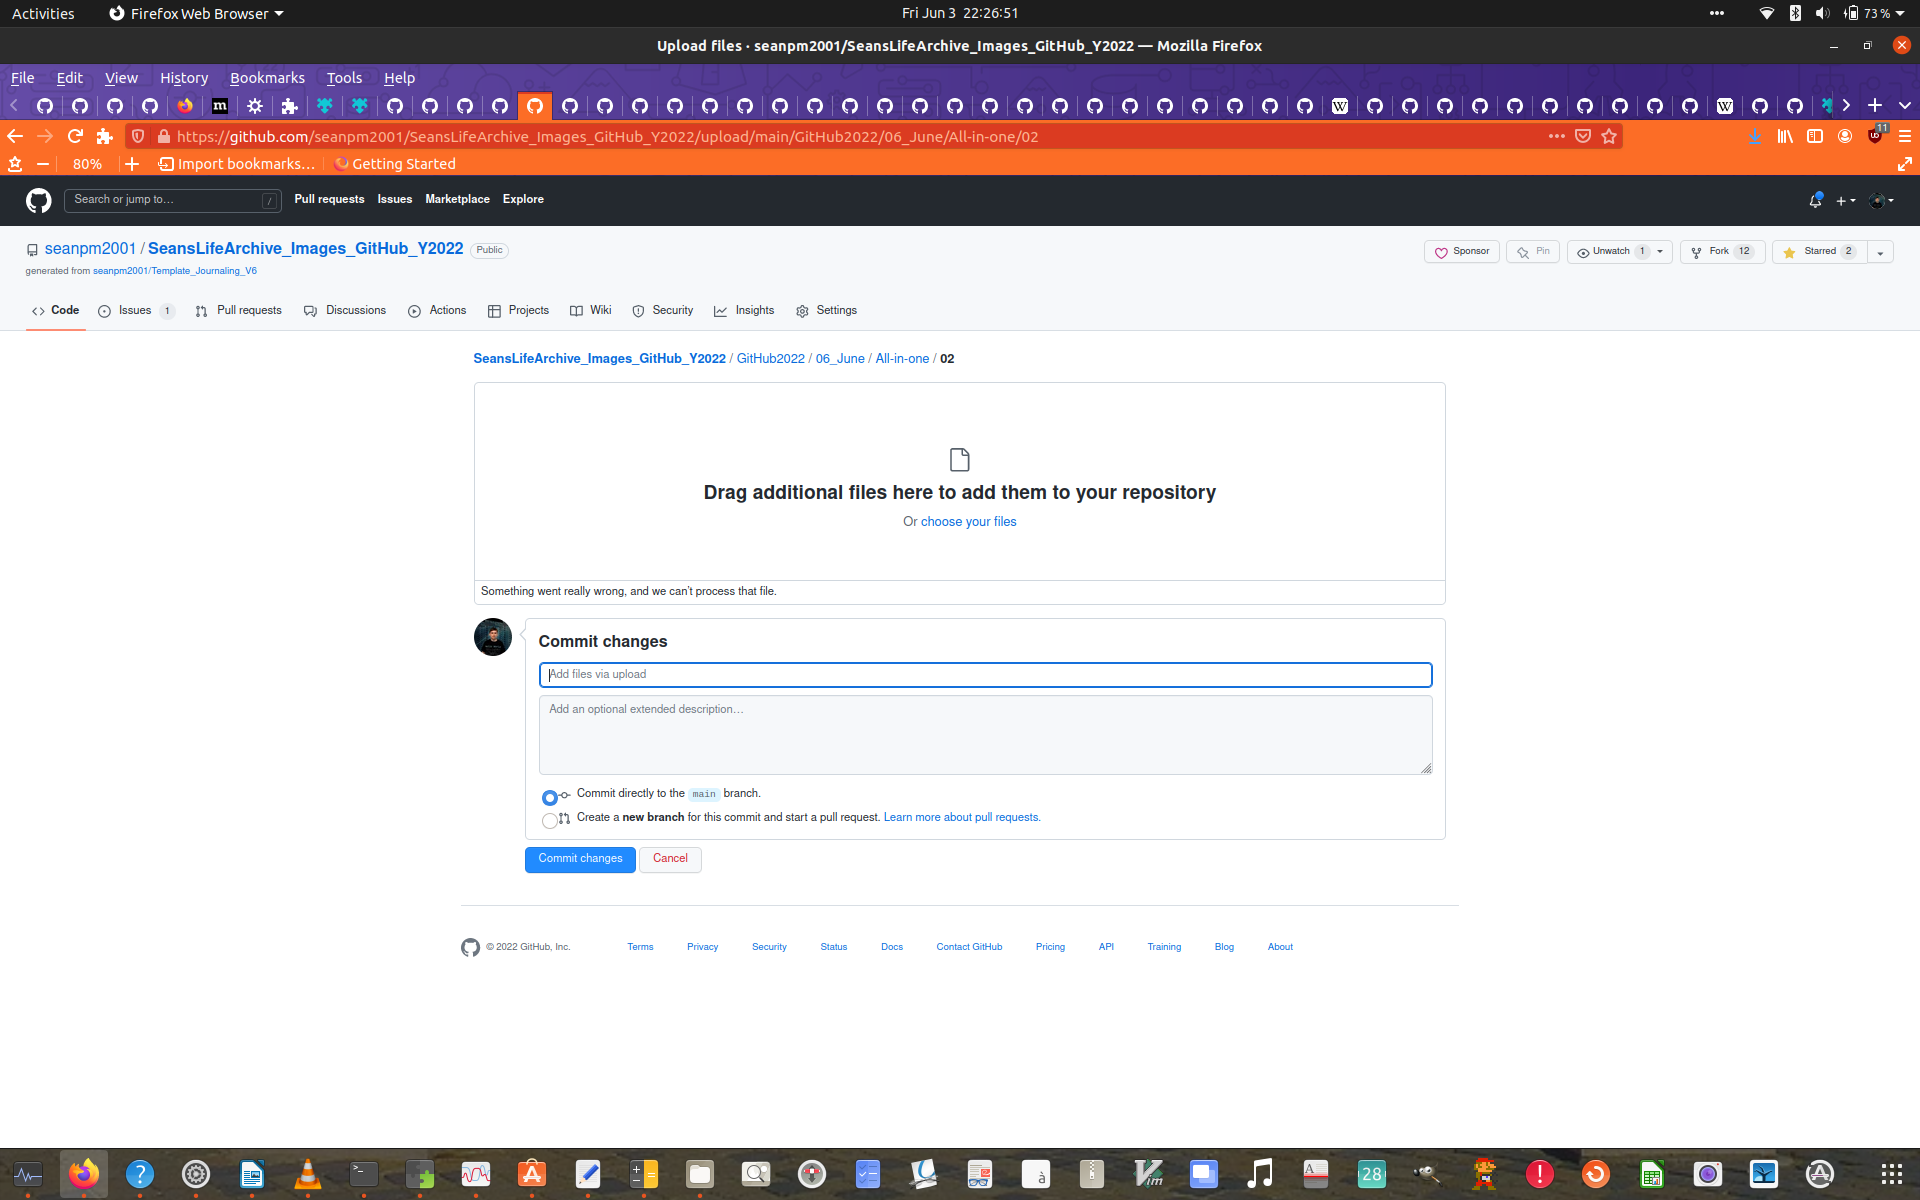 Activities
Firefox Web Browser
Fri Jun 3 22:26:51
73 %
Upload files · seanpm2001/SeansLifeArchive_Images_GitHub_Y2022 — Mozilla Firefox
File Edit View History Bookmarks Tools Help
https://github.com/seanpm2001/SeansLifeArchive_Images_GitHub_Y2022/upload/main/GitHub2022/06_June/All-in-one/02
11
80%
Import bookmarks...
Getting Started
Search or jump to...
/
Pull requests Issues Marketplace Explore
seanpm2001 / SeansLifeArchive_Images_GitHub_Y2022 Public
Sponsor Pin Unwatch 1 Fork 12 Starred 2
generated from seanpm2001/Template_Journaling_V6
Code Issues 1 Pull requests Discussions Actions Projects Wiki Security Insights Settings
SeansLifeArchive_Images_GitHub_Y2022 / GitHub2022 / 06_June / All-in-one / 02
Drag additional files here to add them to your repository
Or choose your files
Something went really wrong, and we can't process that file.
Commit changes
Add files via upload
Add an optional extended description...
Commit directly to the main branch.
Create a new branch for this commit and start a pull request. Learn more about pull requests.
Commit changes Cancel
© 2022 GitHub, Inc. Terms Privacy Security Status Docs Contact GitHub Pricing API Training Blog About
28